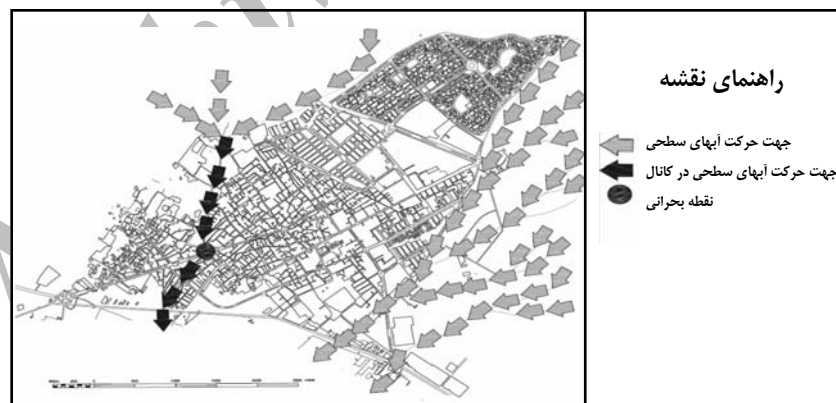 راهنمای نقشه
جهت حرکت آبهای سطحی
جهت حرکت آبهای سطحی در کانال
نقطه بحرانی